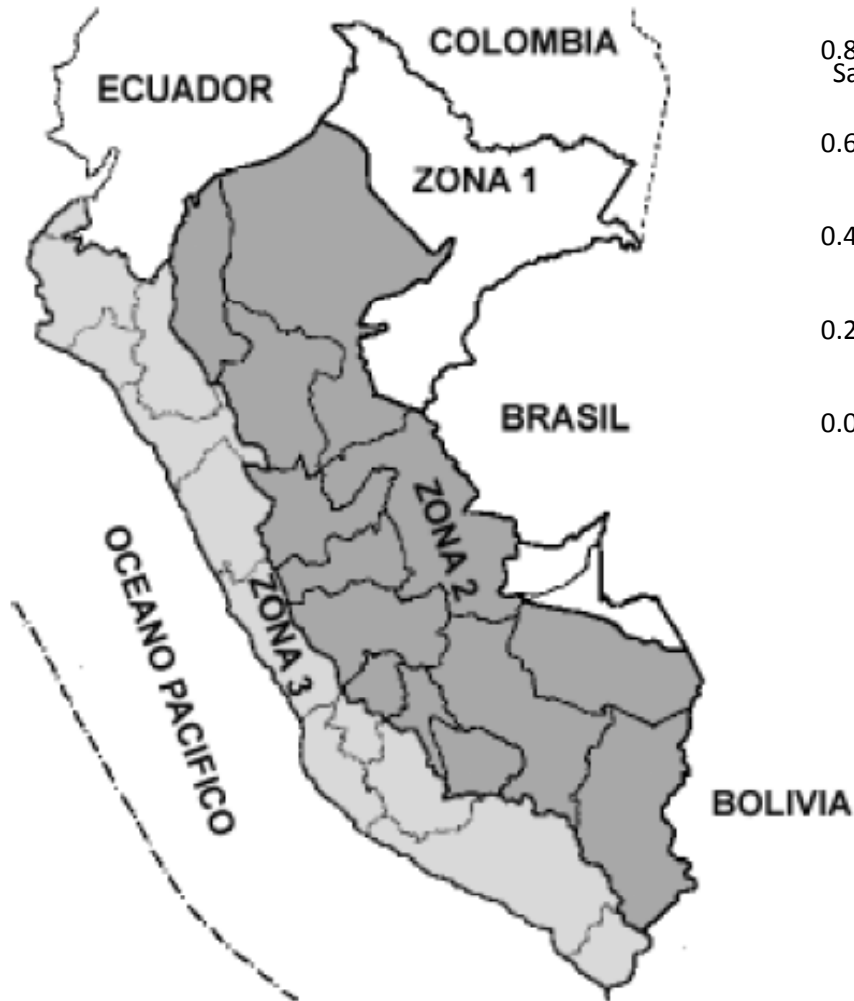 COLOMBIA
0.8
Sa
ECUADOR
0.6
ZONA 1
0.4
0.2
BRASIL
0.0
ZONA 2
OCEANO PACIFICO
ZONA 3
BOLIVIA